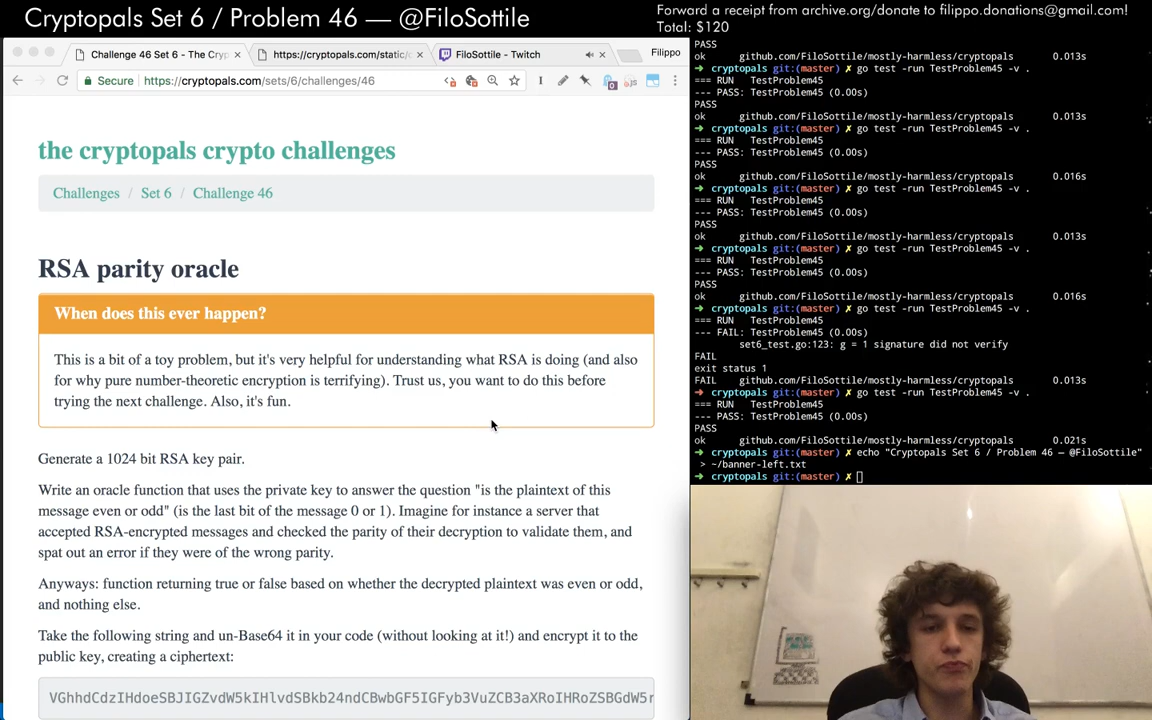 Cryptopals Set 6 / Problem 46 — @FiloSottile
Forward a receipt from archive.org/donate to filippo.donations@gmail.com!
Total: $120
Challenge 46 Set 6 - The Cryp
https://cryptopals.com/static/
FiloSottile - Twitch
Filippo
Secure
https://cryptopals.com/sets/6/challenges/46
the cryptopals crypto challenges
Challenges / Set 6 / Challenge 46
RSA parity oracle
When does this ever happen?
This is a bit of a toy problem, but it's very helpful for understanding what RSA is doing (and also
for why pure number-theoretic encryption is terrifying). Trust us, you want to do this before
trying the next challenge. Also, it's fun.
Generate a 1024 bit RSA key pair.
Write an oracle function that uses the private key to answer the question "is the plaintext of this
message even or odd" (is the last bit of the message 0 or 1). Imagine for instance a server that
accepted RSA-encrypted messages and checked the parity of their decryption to validate them, and
spat out an error if they were of the wrong parity.
Anyways: function returning true or false based on whether the decrypted plaintext was even or odd,
and nothing else.
Take the following string and un-Base64 it in your code (without looking at it!) and encrypt it to the
public key, creating a ciphertext:
VGhhdCdzIHdoeSBJIGZvdW5kIHlvdSBkb24ndCBwbGF5IGFyb3VuZCB3aXRoIHRoZSBGdW5r
PASS
ok github.com/FiloSottile/mostly-harmless/cryptopals 0.013s
➜ cryptopals git:(master) ✗ go test -run TestProblem45 -v .
=== RUN TestProblem45
--- PASS: TestProblem45 (0.00s)
PASS
ok github.com/FiloSottile/mostly-harmless/cryptopals 0.013s
➜ cryptopals git:(master) ✗ go test -run TestProblem45 -v .
=== RUN TestProblem45
--- PASS: TestProblem45 (0.00s)
PASS
ok github.com/FiloSottile/mostly-harmless/cryptopals 0.016s
➜ cryptopals git:(master) ✗ go test -run TestProblem45 -v .
=== RUN TestProblem45
--- PASS: TestProblem45 (0.00s)
PASS
ok github.com/FiloSottile/mostly-harmless/cryptopals 0.013s
➜ cryptopals git:(master) ✗ go test -run TestProblem45 -v .
=== RUN TestProblem45
--- PASS: TestProblem45 (0.00s)
PASS
ok github.com/FiloSottile/mostly-harmless/cryptopals 0.016s
➜ cryptopals git:(master) ✗ go test -run TestProblem45 -v .
=== RUN TestProblem45
--- FAIL: TestProblem45 (0.00s)
set6_test.go:123: g = 1 signature did not verify
FAIL
exit status 1
FAIL github.com/FiloSottile/mostly-harmless/cryptopals 0.013s
➜ cryptopals git:(master) ✗ go test -run TestProblem45 -v .
=== RUN TestProblem45
--- PASS: TestProblem45 (0.00s)
PASS
ok github.com/FiloSottile/mostly-harmless/cryptopals 0.021s
➜ cryptopals git:(master) ✗ echo "Cryptopals Set 6 / Problem 46 — @FiloSottile"
> ~/banner-left.txt
➜ cryptopals git:(master) ✗